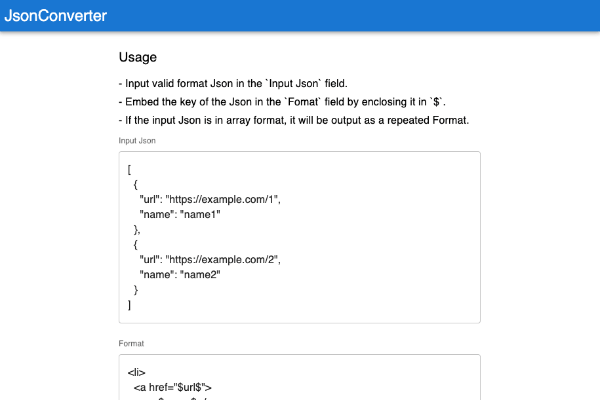 JsonConverter
Usage
- Input valid format Json in the `Input Json` field.
- Embed the key of the Json in the `Fomat` field by enclosing it in `$`.
- If the input Json is in array format, it will be output as a repeated Format.
Input Json
[
{
"url": "https://example.com/1",
"name": "name1"
},
{
"url": "https://example.com/2",
"name": "name2"
}
]
Format
<li>
<a href="$url$">